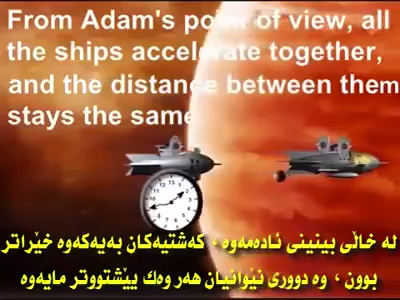 From Adam's point of view, all
the ships accelerate together,
and the distance between them
stays the same
لە خاڵی بینینی ئادەمەوە ، کەشتیەکان بەیەکەوە خێراتر
بوون ، وە دووری نێوانیان هەر وەك پێشتووتر مایەوە